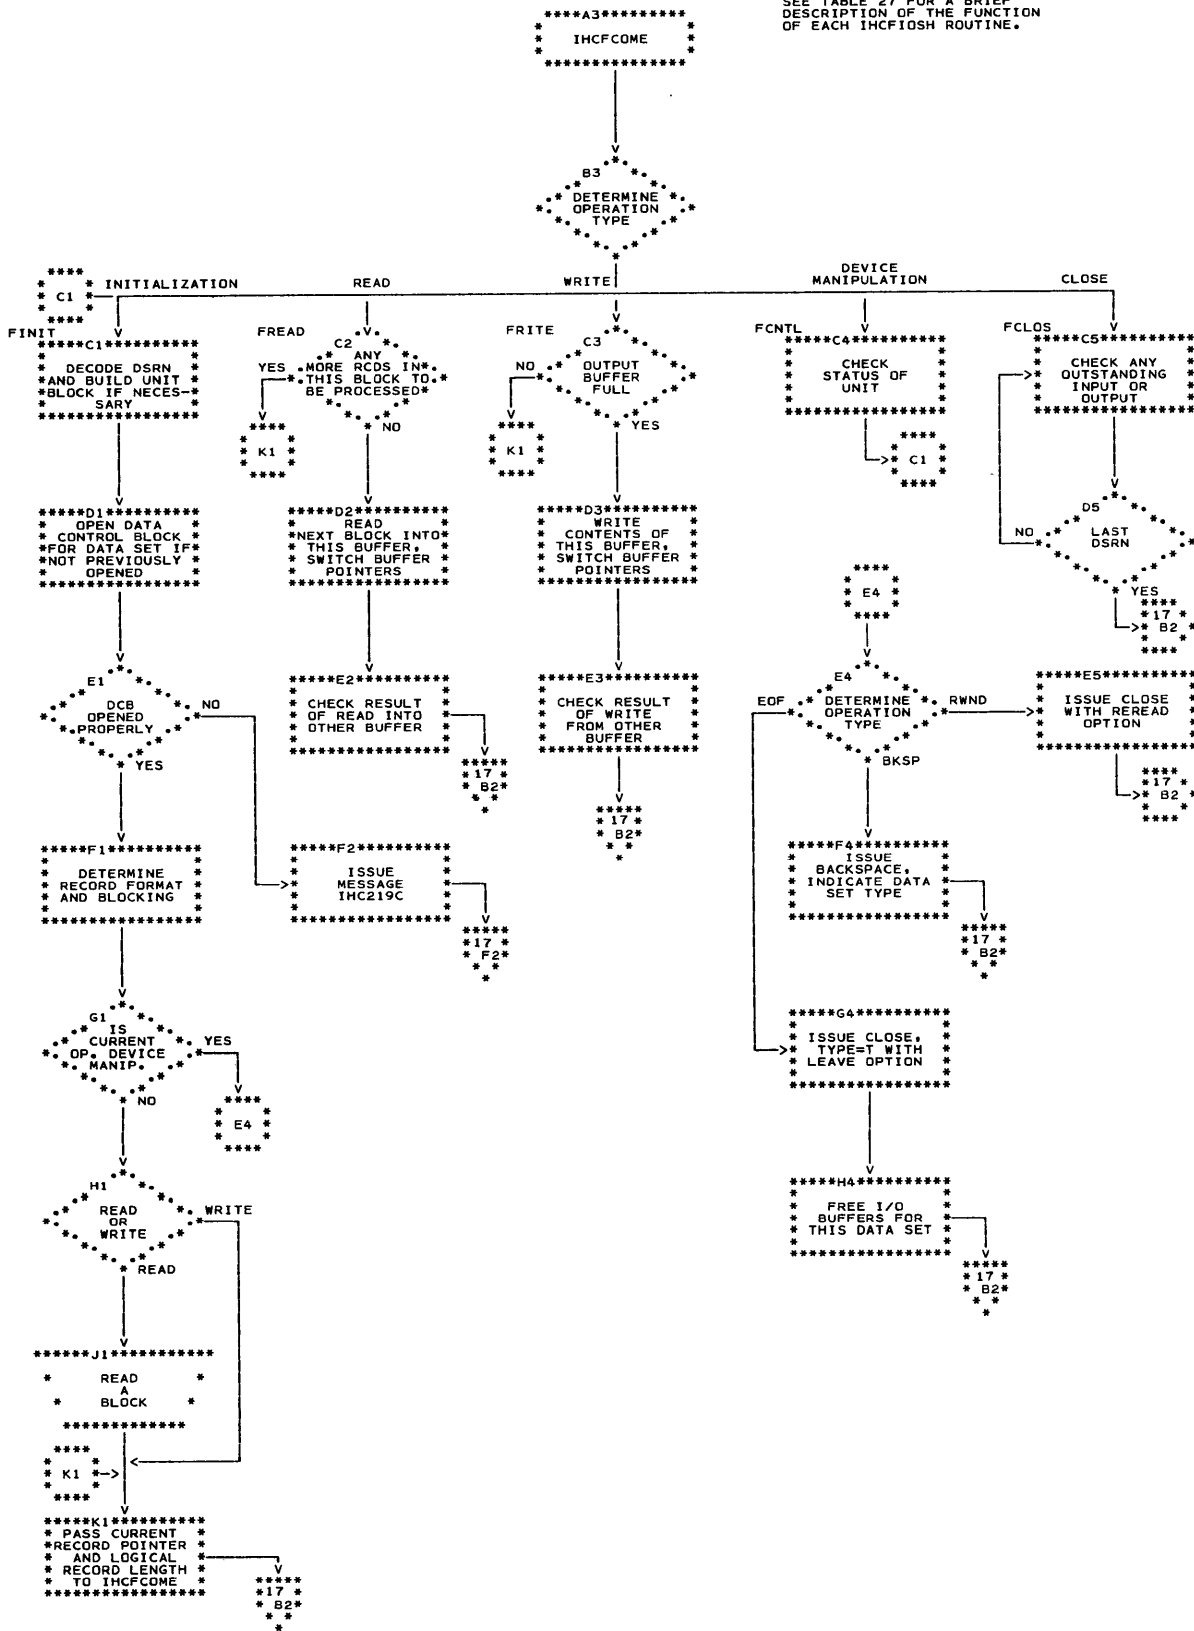 SEE TABLE 27 FOR A BRIEF
DESCRIPTION OF THE FUNCTION
OF EACH IHCFIOSH ROUTINE.
A3
IHCFCOME
B3
DETERMINE
OPERATION
TYPE
C1
INITIALIZATION
READ
WRITE
DEVICE
MANIPULATION
CLOSE
FINIT
C1
DECODE DSRN
AND BUILD UNIT
BLOCK IF NECES-
SARY
FREAD
C2
ANY
MORE RCDS IN
THIS BLOCK TO
BE PROCESSED
YES
NO
K1
FRITE
C3
OUTPUT
BUFFER
FULL
NO
YES
K1
FCNTL
C4
CHECK
STATUS OF
UNIT
C1
FCLOS
C5
CHECK ANY
OUTSTANDING
INPUT OR
OUTPUT
D1
OPEN DATA
CONTROL BLOCK
FOR DATA SET IF
NOT PREVIOUSLY
OPENED
D2
READ
NEXT BLOCK INTO
THIS BUFFER,
SWITCH BUFFER
POINTERS
D3
WRITE
CONTENTS OF
THIS BUFFER,
SWITCH BUFFER
POINTERS
D5
LAST
DSRN
NO
YES
17
B2
E4
E1
DCB
OPENED
PROPERLY
NO
YES
E2
CHECK RESULT
OF READ INTO
OTHER BUFFER
17
B2
E3
CHECK RESULT
OF WRITE
FROM OTHER
BUFFER
17
B2
E4
DETERMINE
OPERATION
TYPE
EOF
RWND
BKSP
E5
ISSUE CLOSE
WITH REREAD
OPTION
17
B2
F1
DETERMINE
RECORD FORMAT
AND BLOCKING
F2
ISSUE
MESSAGE
IHC219C
17
F2
F4
ISSUE
BACKSPACE,
INDICATE DATA
SET TYPE
17
B2
G1
IS
CURRENT
OP. DEVICE
MANIP.
YES
NO
E4
G4
ISSUE CLOSE,
TYPE=T WITH
LEAVE OPTION
H1
READ
OR
WRITE
WRITE
READ
H4
FREE I/O
BUFFERS FOR
THIS DATA SET
17
B2
J1
READ
A
BLOCK
K1
K1
PASS CURRENT
RECORD POINTER
AND LOGICAL
RECORD LENGTH
TO IHCFCOME
17
B2